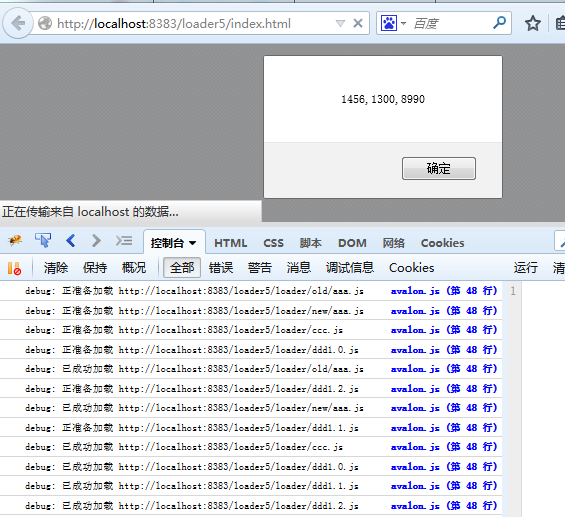 http://localhost:8383/loader5/index.html 百度
1456, 1300, 8990
确定
正在传输来自 localhost 的数据...
控制台 HTML CSS 脚本 DOM 网络 Cookies
清除 保持 概况 全部 错误 警告 消息 调试信息 Cookies 运行
debug: 正准备加载 http://localhost:8383/loader5/loader/old/aaa.js avalon.js (第 48 行) 1
debug: 正准备加载 http://localhost:8383/loader5/loader/new/aaa.js avalon.js (第 48 行)
debug: 正准备加载 http://localhost:8383/loader5/loader/ccc.js avalon.js (第 48 行)
debug: 正准备加载 http://localhost:8383/loader5/loader/ddd1.0.js avalon.js (第 48 行)
debug: 已成功加载 http://localhost:8383/loader5/loader/old/aaa.js avalon.js (第 48 行)
debug: 正准备加载 http://localhost:8383/loader5/loader/ddd1.2.js avalon.js (第 48 行)
debug: 已成功加载 http://localhost:8383/loader5/loader/new/aaa.js avalon.js (第 48 行)
debug: 正准备加载 http://localhost:8383/loader5/loader/ddd1.1.js avalon.js (第 48 行)
debug: 已成功加载 http://localhost:8383/loader5/loader/ccc.js avalon.js (第 48 行)
debug: 已成功加载 http://localhost:8383/loader5/loader/ddd1.0.js avalon.js (第 48 行)
debug: 已成功加载 http://localhost:8383/loader5/loader/ddd1.1.js avalon.js (第 48 行)
debug: 已成功加载 http://localhost:8383/loader5/loader/ddd1.2.js avalon.js (第 48 行)